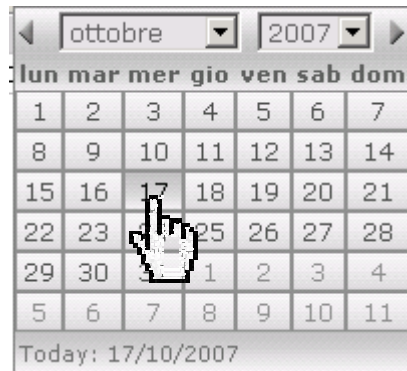 ottobre 2007
lun mar mer gio ven sab dom
1 2 3 4 5 6 7
8 9 10 11 12 13 14
15 16 17 18 19 20 21
22 23 25 26 27 28
29 30 1 2 3 4
5 6 7 8 9 10 11
Today: 17/10/2007